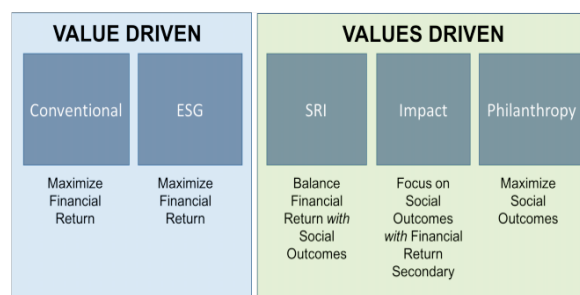 VALUE DRIVEN
Conventional
ESG
Maximize
Financial
Return
Maximize
Financial
Return
VALUES DRIVEN
SRI
Impact
Philanthropy
Balance
Financial
Return with
Social
Outcomes
Focus on
Social
Outcomes
with Financial
Return
Secondary
Maximize
Social
Outcomes